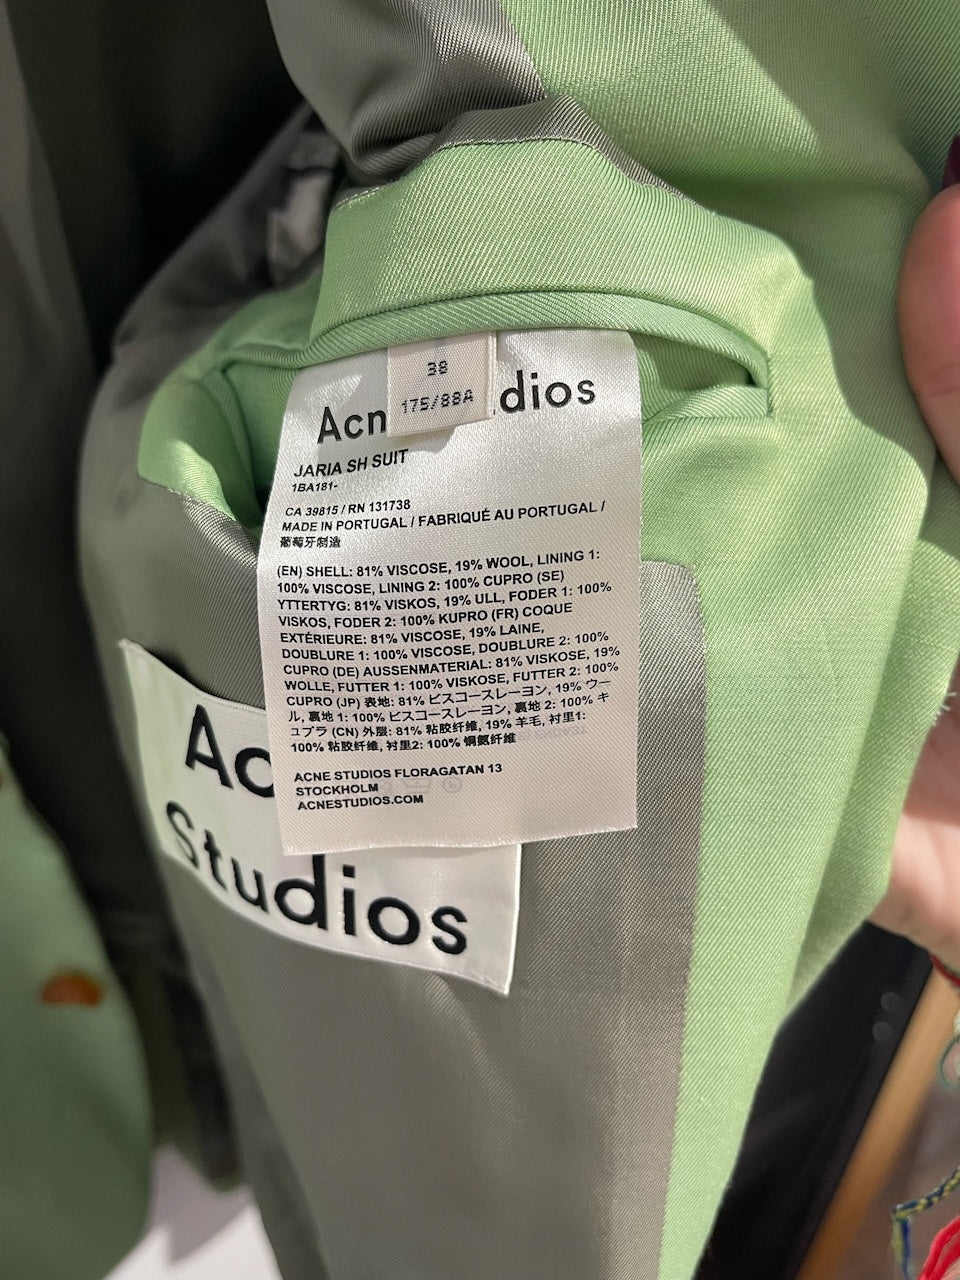 38
175/88A
Acn dios
JARIA SH SUIT
1BA181-
CA 39815 / RN 131738
MADE IN PORTUGAL / FABRIQUÉ AU PORTUGAL /
葡萄牙制造
(EN) SHELL: 81% VISCOSE, 19% WOOL, LINING 1:
100% VISCOSE, LINING 2: 100% CUPRO (SE)
YTTERTYG: 81% VISKOS, 19% ULL, FODER 1: 100%
VISKOS, FODER 2: 100% KUPRO (FR) COQUE
EXTÉRIEURE: 81% VISCOSE, 19% LAINE,
DOUBLURE 1: 100% VISCOSE, DOUBLURE 2: 100%
CUPRO (DE) AUSSENMATERIAL: 81% VISKOSE, 19%
WOLLE, FUTTER 1: 100% VISKOSE, FUTTER 2: 100%
CUPRO (JP) 表地: 81% ビスコースレーヨン, 19% ウー
ル, 裏地 1: 100% ビスコースレーヨン, 裏地 2: 100% キ
ュプラ (CN) 外层: 81% 粘胶纤维, 19% 羊毛, 衬里1:
100% 粘胶纤维, 衬里2: 100% 铜氨纤维
ACNE STUDIOS FLORAGATAN 13
STOCKHOLM
ACNESTUDIOS.COM
Ac
Studios